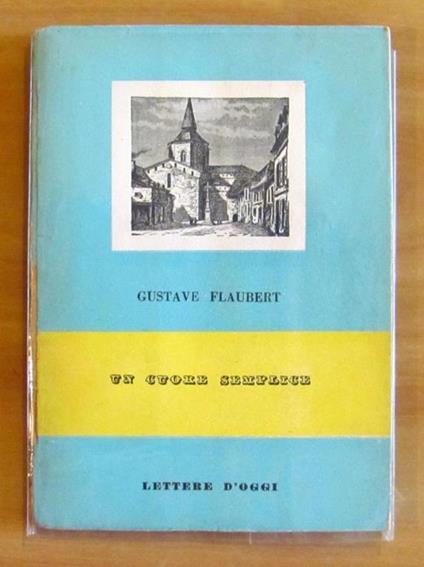 GUSTAVE FLAUBERT
UN CUORE SEMPLICE
LETTERE D'OGGI